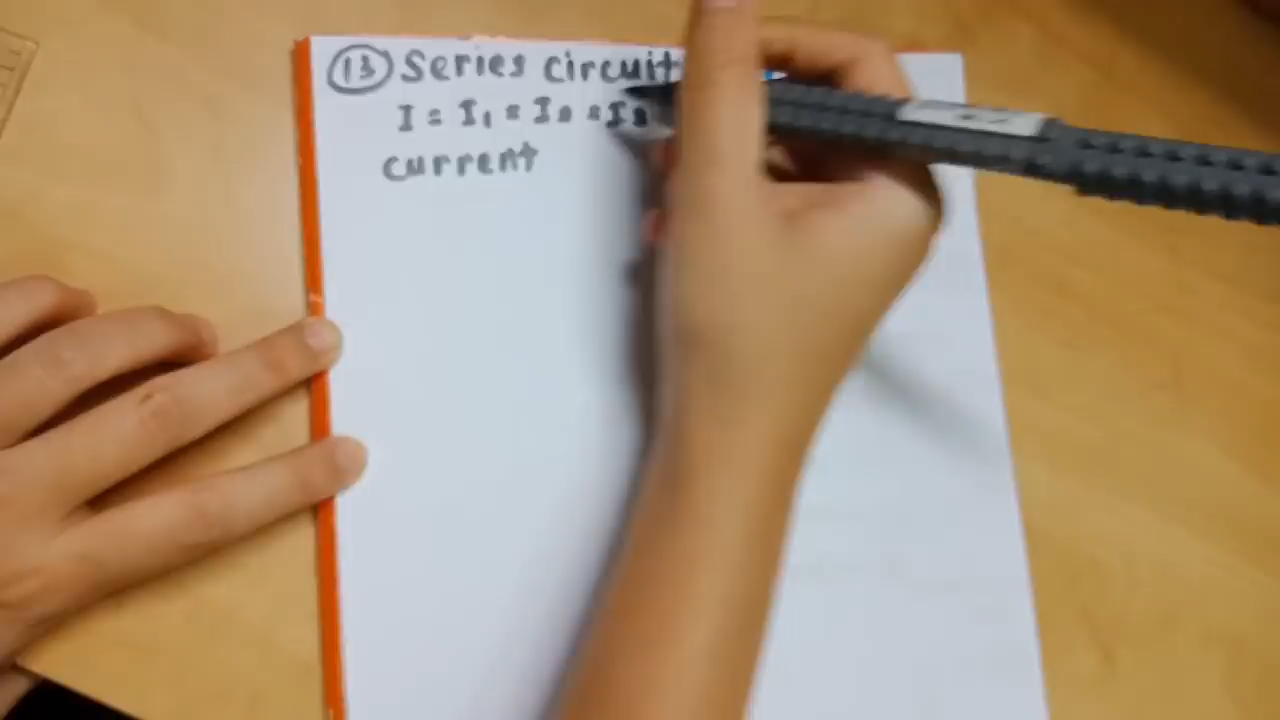 ⑬ Series circuit
I = I₁ = I₂ = I₃
current